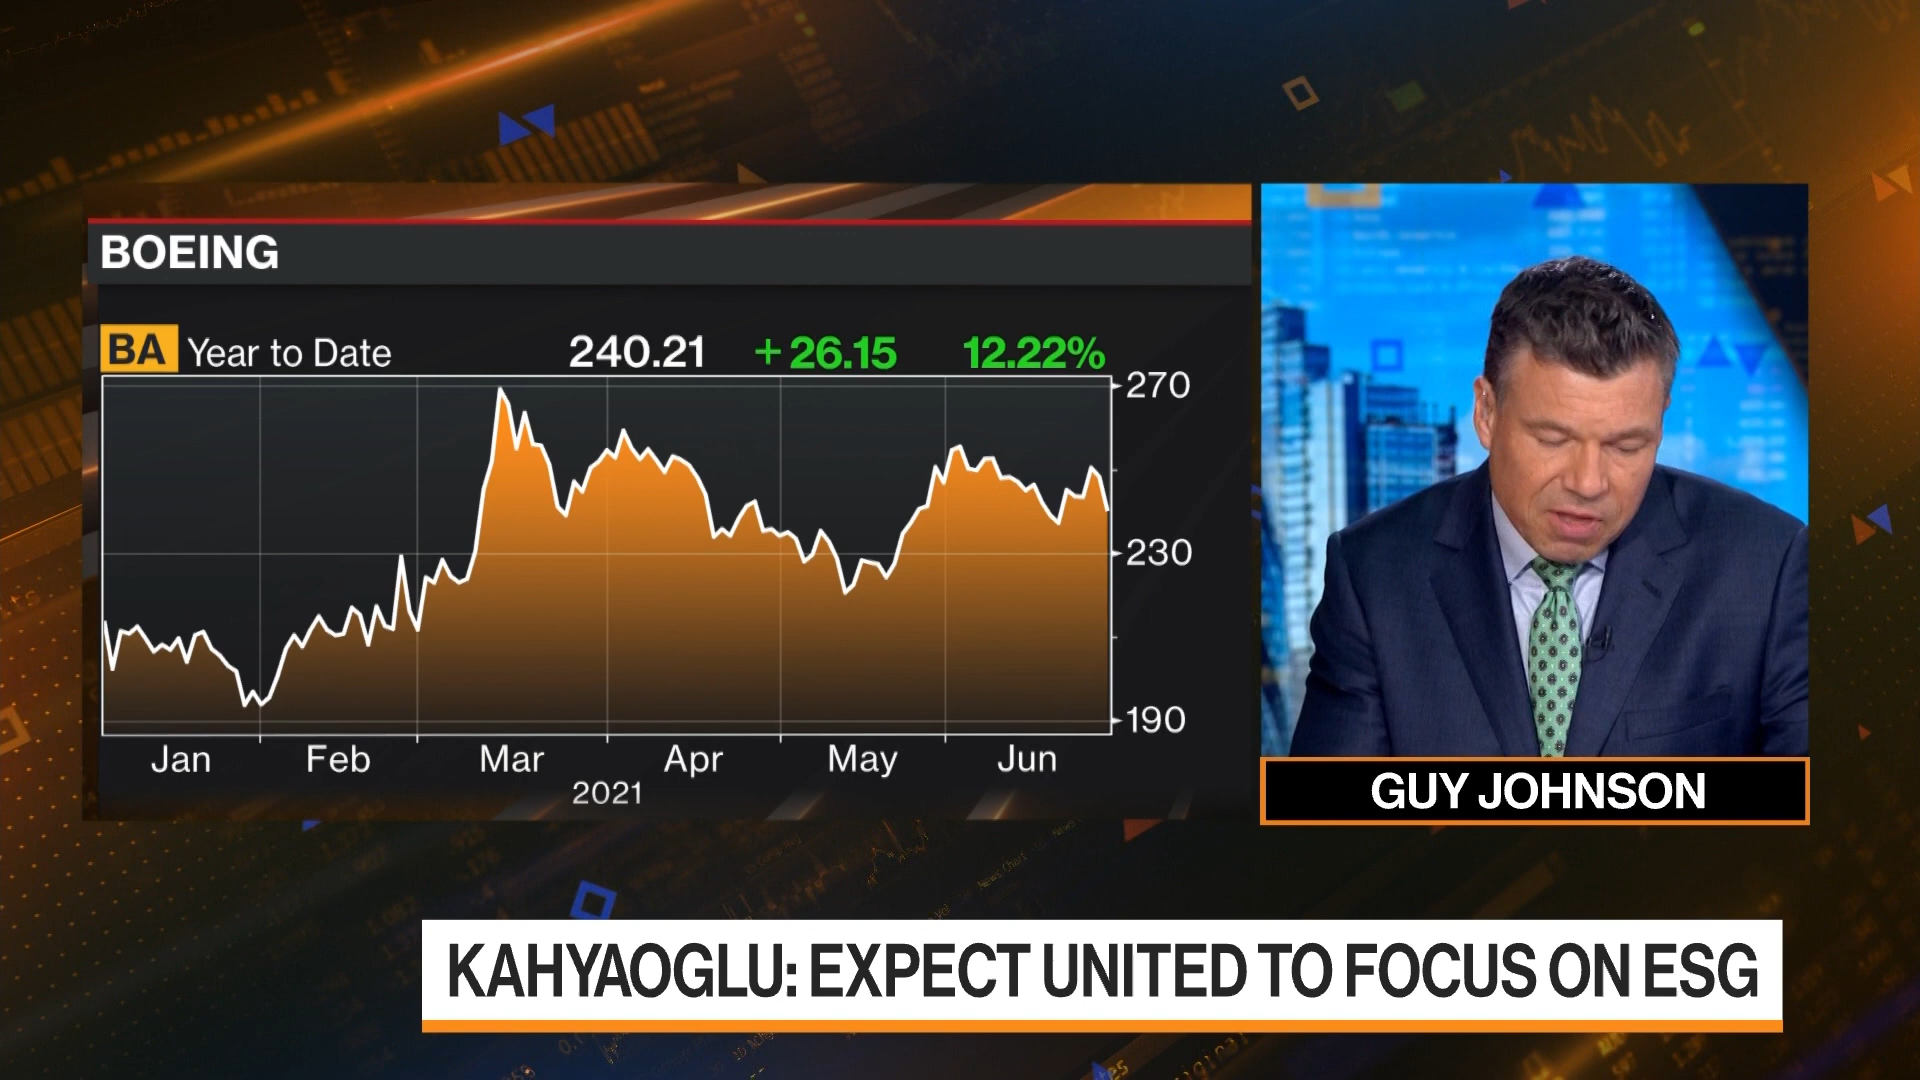 BOEING
BA Year to Date 240.21 +26.15 12.22%
270
230
190
Jan Feb Mar Apr May Jun
2021
GUY JOHNSON
KAHYAOGLU: EXPECT UNITED TO FOCUS ON ESG